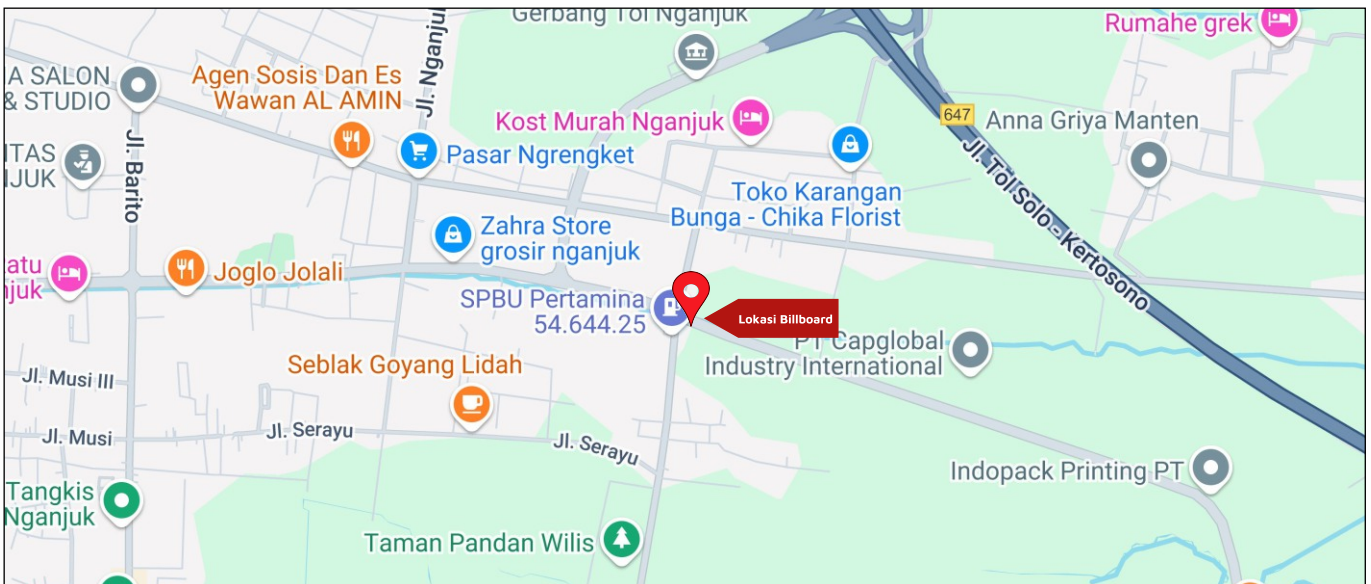 Gerbang Tol Nganjuk
Rumahe grek
A SALON
& STUDIO
Agen Sosis Dan Es
Wawan AL AMIN
Jl. Nganju
Kost Murah Nganjuk
647
Anna Griya Manten
ITAS
NJUK
Jl. Barito
Pasar Ngrengket
Toko Karangan
Bunga - Chika Florist
Jl. Tol Solo - Kertosono
Zahra Store
grosir nganjuk
atu
njuk
Joglo Jolali
SPBU Pertamina
54.644.25
Lokasi Billboard
PT Capglobal
Industry International
Seblak Goyang Lidah
Jl. Musi III
Jl. Musi
Jl. Serayu
Jl. Serayu
Indopack Printing PT
Tangkis
Nganjuk
Taman Pandan Wilis